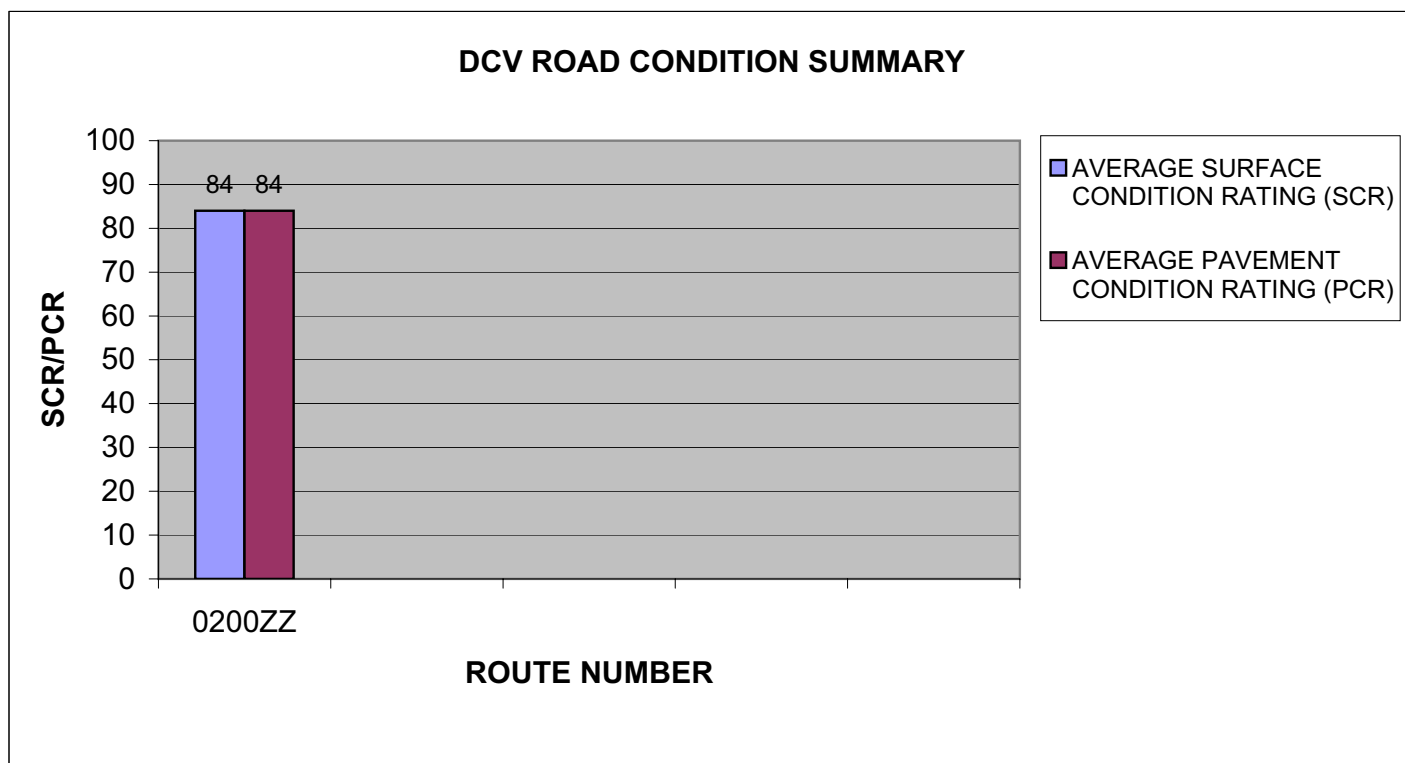 DCV ROAD CONDITION SUMMARY
100
90
80
70
60
50
40
30
20
10
0
SCR/PCR
84 84
0200ZZ
ROUTE NUMBER
AVERAGE SURFACE
CONDITION RATING (SCR)
AVERAGE PAVEMENT
CONDITION RATING (PCR)